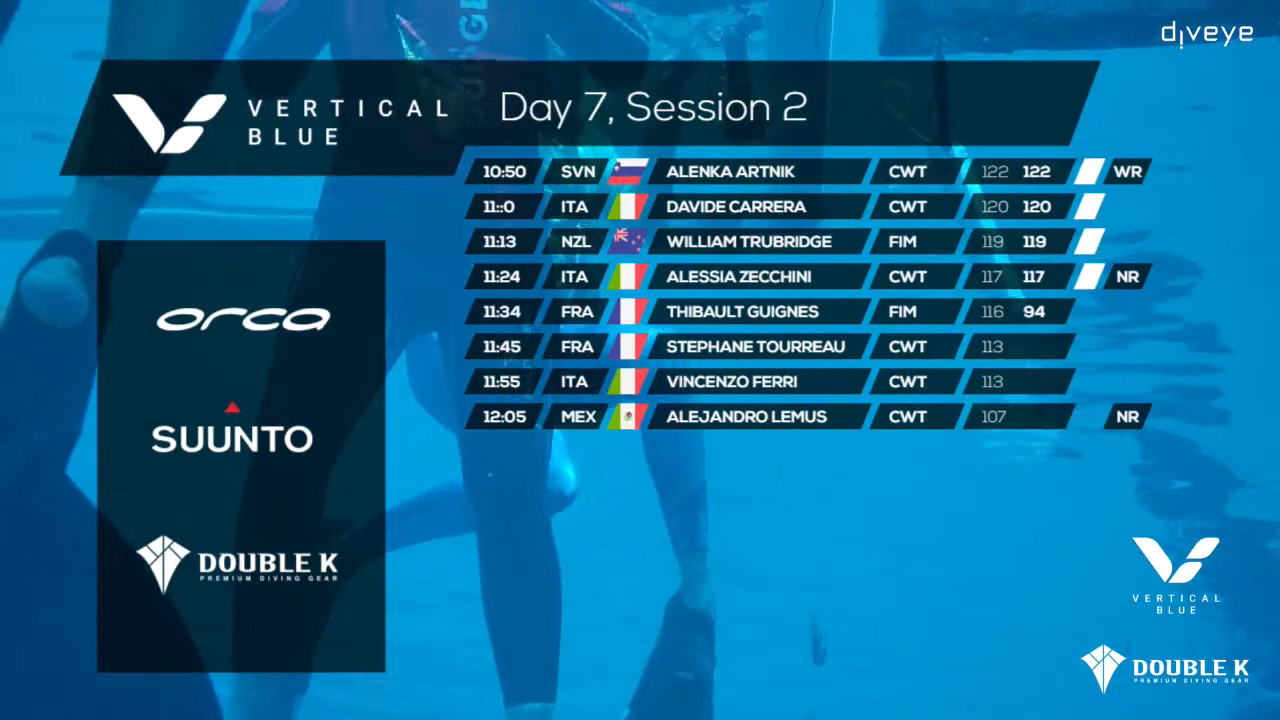 diveye
VERTICAL BLUE
Day 7, Session 2
10:50 SVN ALENKA ARTNIK CWT 122 122 WR
11::0 ITA DAVIDE CARRERA CWT 120 120
11:13 NZL WILLIAM TRUBRIDGE FIM 119 119
11:24 ITA ALESSIA ZECCHINI CWT 117 117 NR
11:34 FRA THIBAULT GUIGNES FIM 116 94
11:45 FRA STEPHANE TOURREAU CWT 113
11:55 ITA VINCENZO FERRI CWT 113
12:05 MEX ALEJANDRO LEMUS CWT 107 NR
orca
SUUNTO
DOUBLE K
PREMIUM DIVING GEAR
VERTICAL
BLUE
DOUBLE K
PREMIUM DIVING GEAR